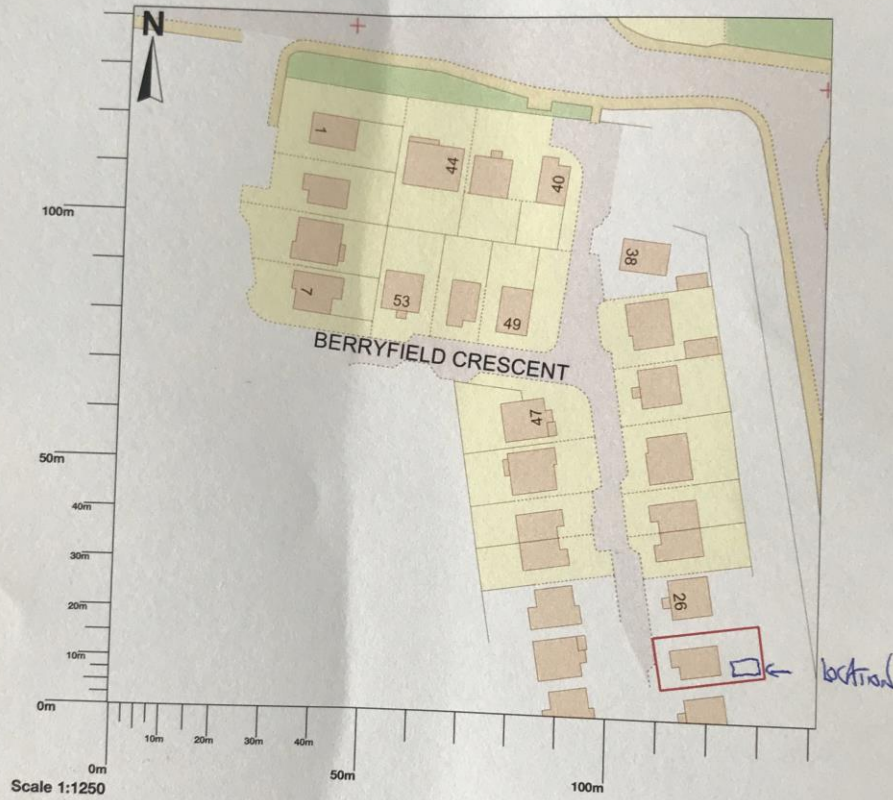 N
1
44
40
100m
38
7
53
49
BERRYFIELD CRESCENT
47
50m
40m
30m
20m
26
10m
LOCATION
0m
10m 20m 30m 40m
0m 50m 100m
Scale 1:1250